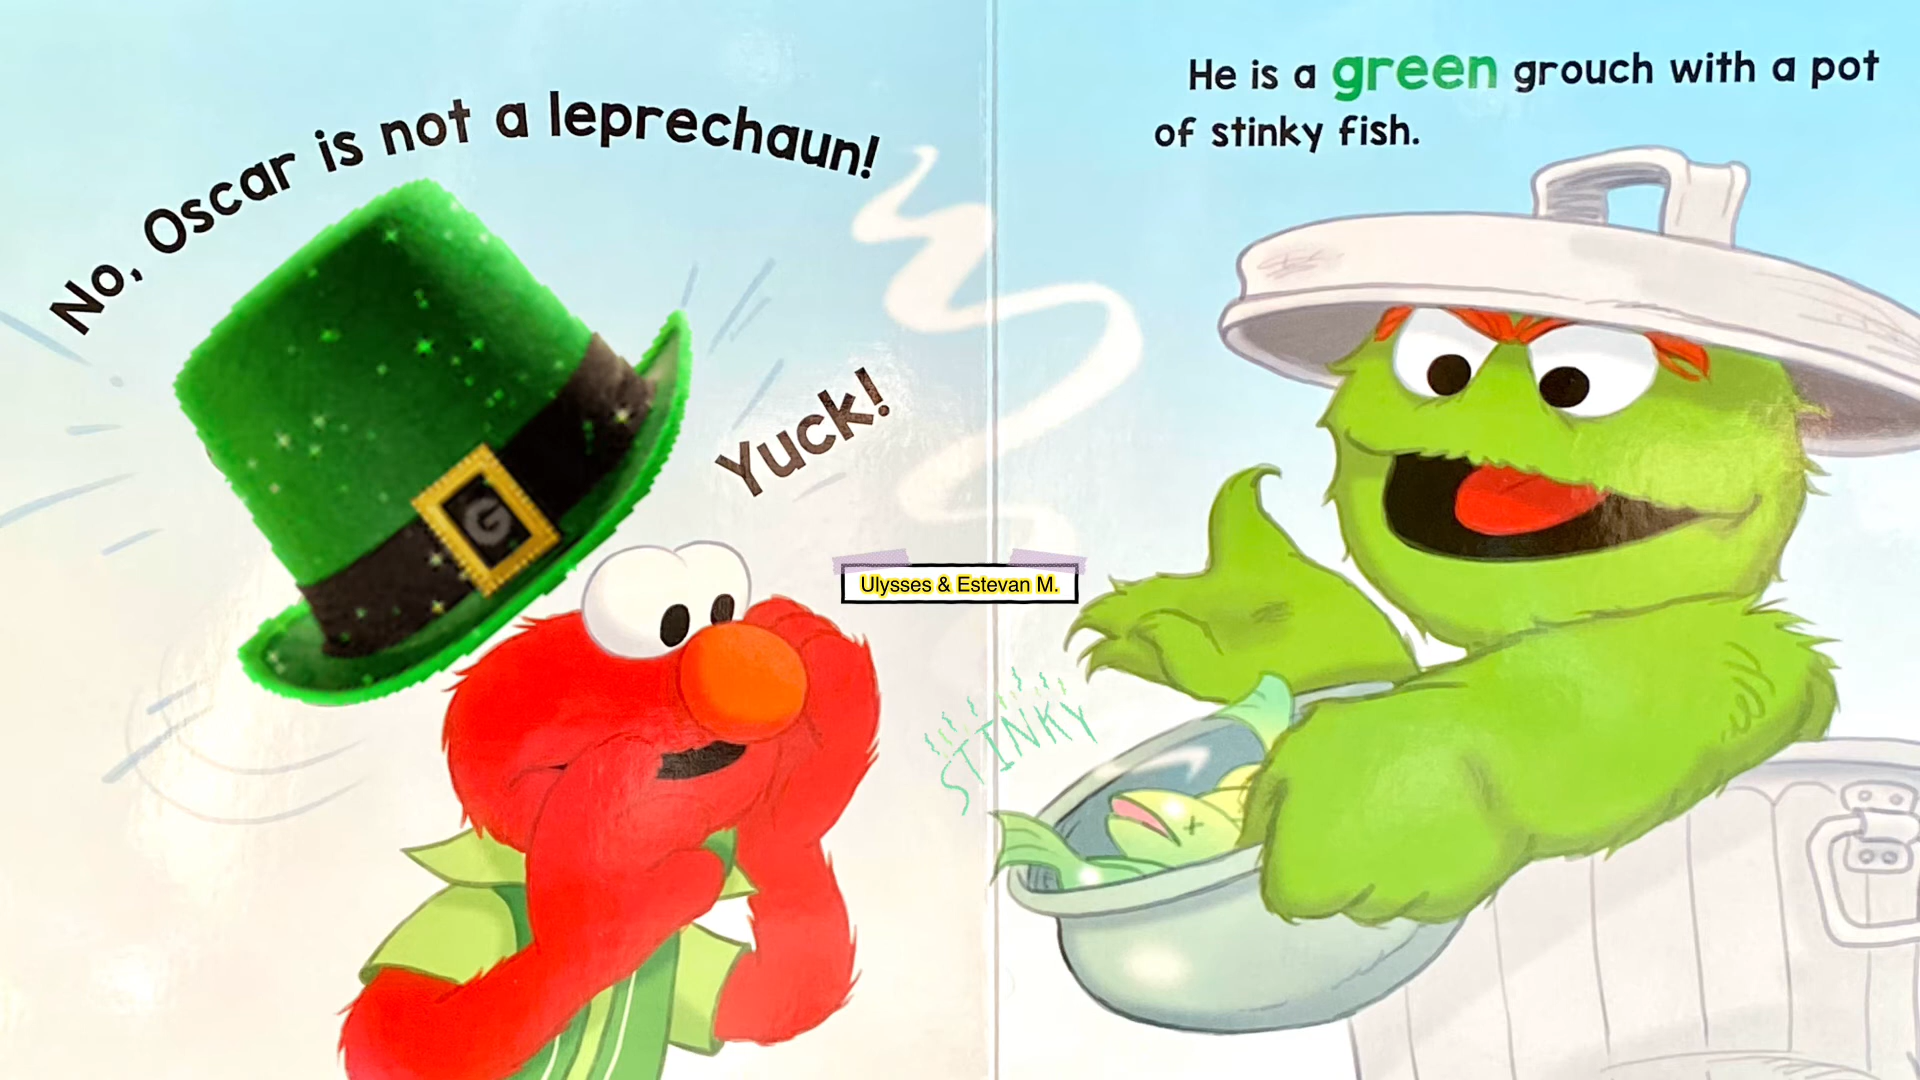 No, Oscar is not a leprechaun!
G
Yuck!
He is a green grouch with a pot
of stinky fish.
Ulysses & Estevan M.
STINKY